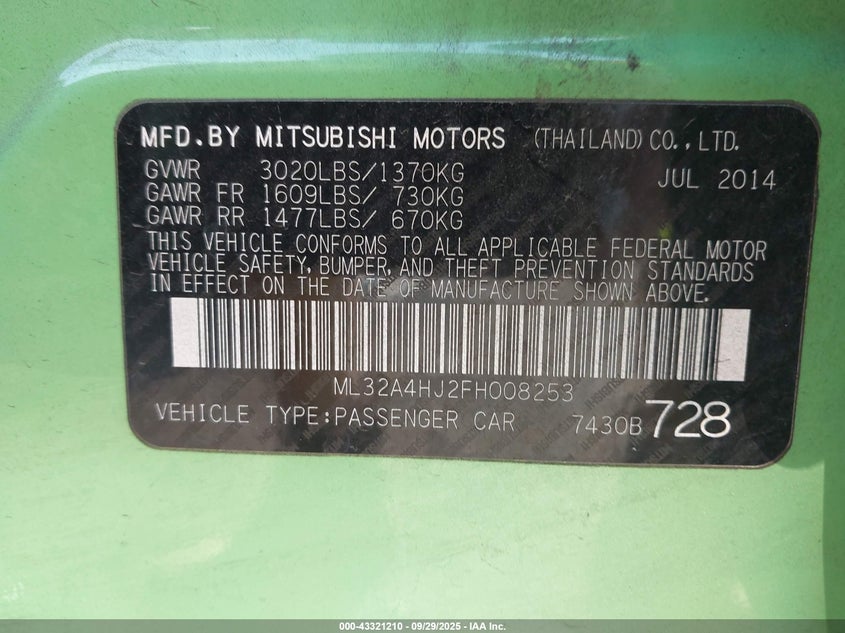 MFD.BY MITSUBISHI MOTORS (THAILAND)CO.,LTD.
GVWR 3020LBS/1370KG JUL 2014
GAWR FR 1609LBS/ 730KG
GAWR RR 1477LBS/ 670KG
THIS VEHICLE CONFORMS TO ALL APPLICABLE FEDERAL MOTOR
VEHICLE SAFETY, BUMPER, AND THEFT PREVENTION STANDARDS
IN EFFECT ON THE DATE OF MANUFACTURE SHOWN ABOVE.
ML32A4HJ2FH008253
VEHICLE TYPE:PASSENGER CAR 7430B 728
000-43321210 - 09/29/2025 - IAA Inc.